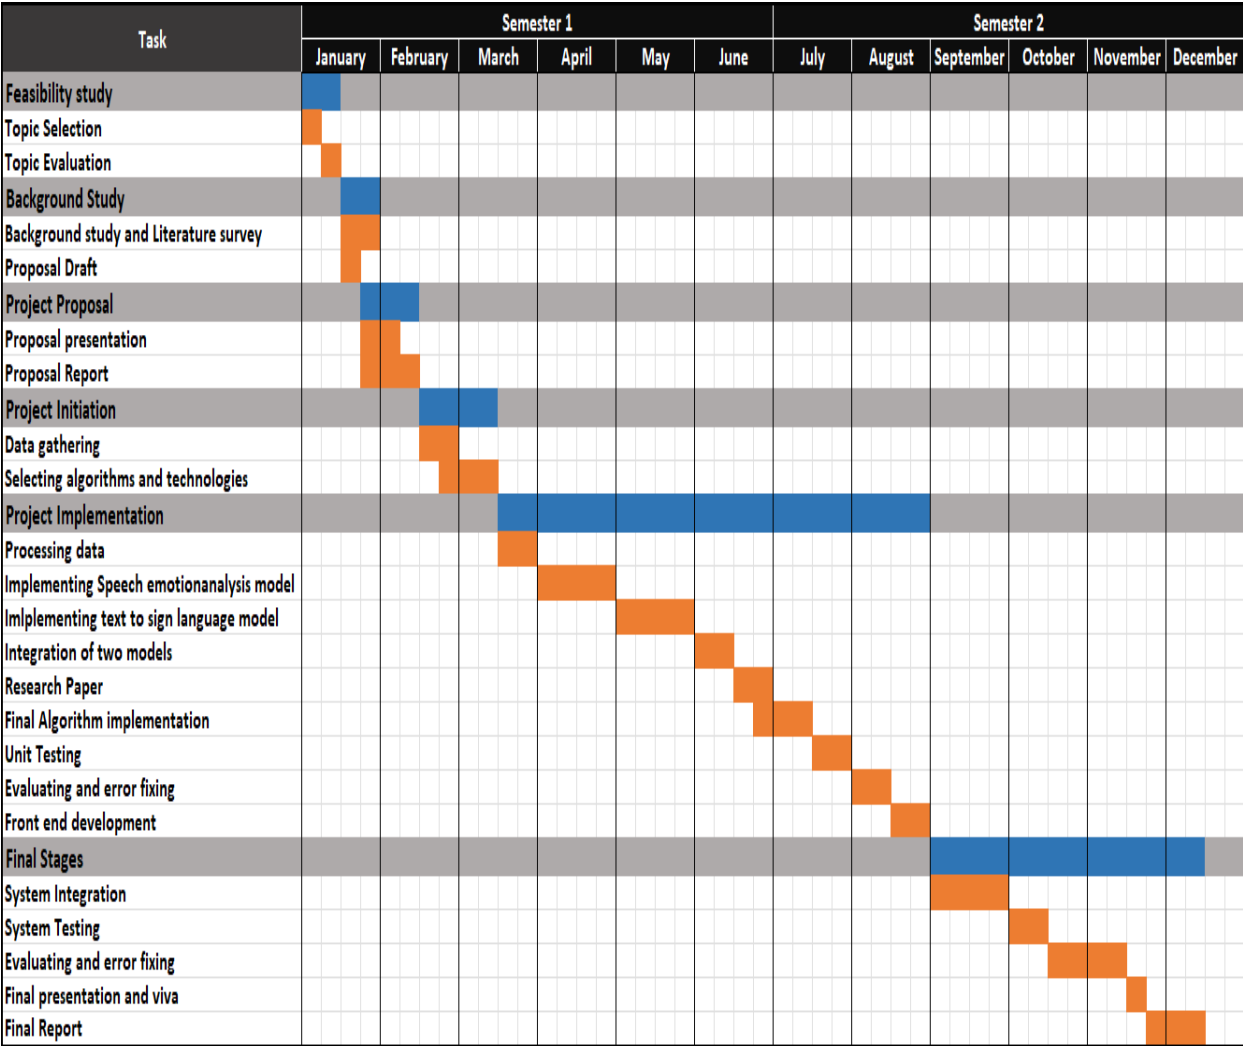 Task
Semester 1
Semester 2
January
February
March
April
May
June
July
August
September
October
November
December
Feasibility study
Topic Selection
Topic Evaluation
Background Study
Background study and Literature survey
Proposal Draft
Project Proposal
Proposal presentation
Proposal Report
Project Initiation
Data gathering
Selecting algorithms and technologies
Project Implementation
Processing data
Implementing Speech emotionanalysis model
Imlplementing text to sign language model
Integration of two models
Research Paper
Final Algorithm implementation
Unit Testing
Evaluating and error fixing
Front end development
Final Stages
System Integration
System Testing
Evaluating and error fixing
Final presentation and viva
Final Report